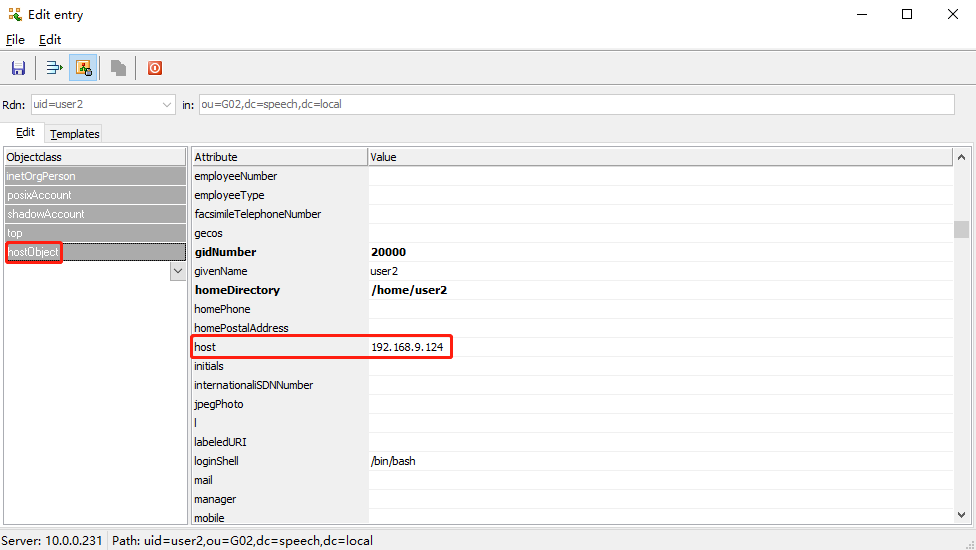 Edit entry
File Edit
Rdn: uid=user2 in: ou=G02,dc=speech,dc=local
Edit Templates
Objectclass
inetOrgPerson
posixAccount
shadowAccount
top
hostObject
Attribute Value
employeeNumber
employeeType
facsimileTelephoneNumber
gecos
gidNumber 20000
givenName user2
homeDirectory /home/user2
homePhone
homePostalAddress
host 192.168.9.124
initials
internationaliSDNNumber
jpegPhoto
l
labeledURI
loginShell /bin/bash
mail
manager
mobile
Server: 10.0.0.231 Path: uid=user2,ou=G02,dc=speech,dc=local